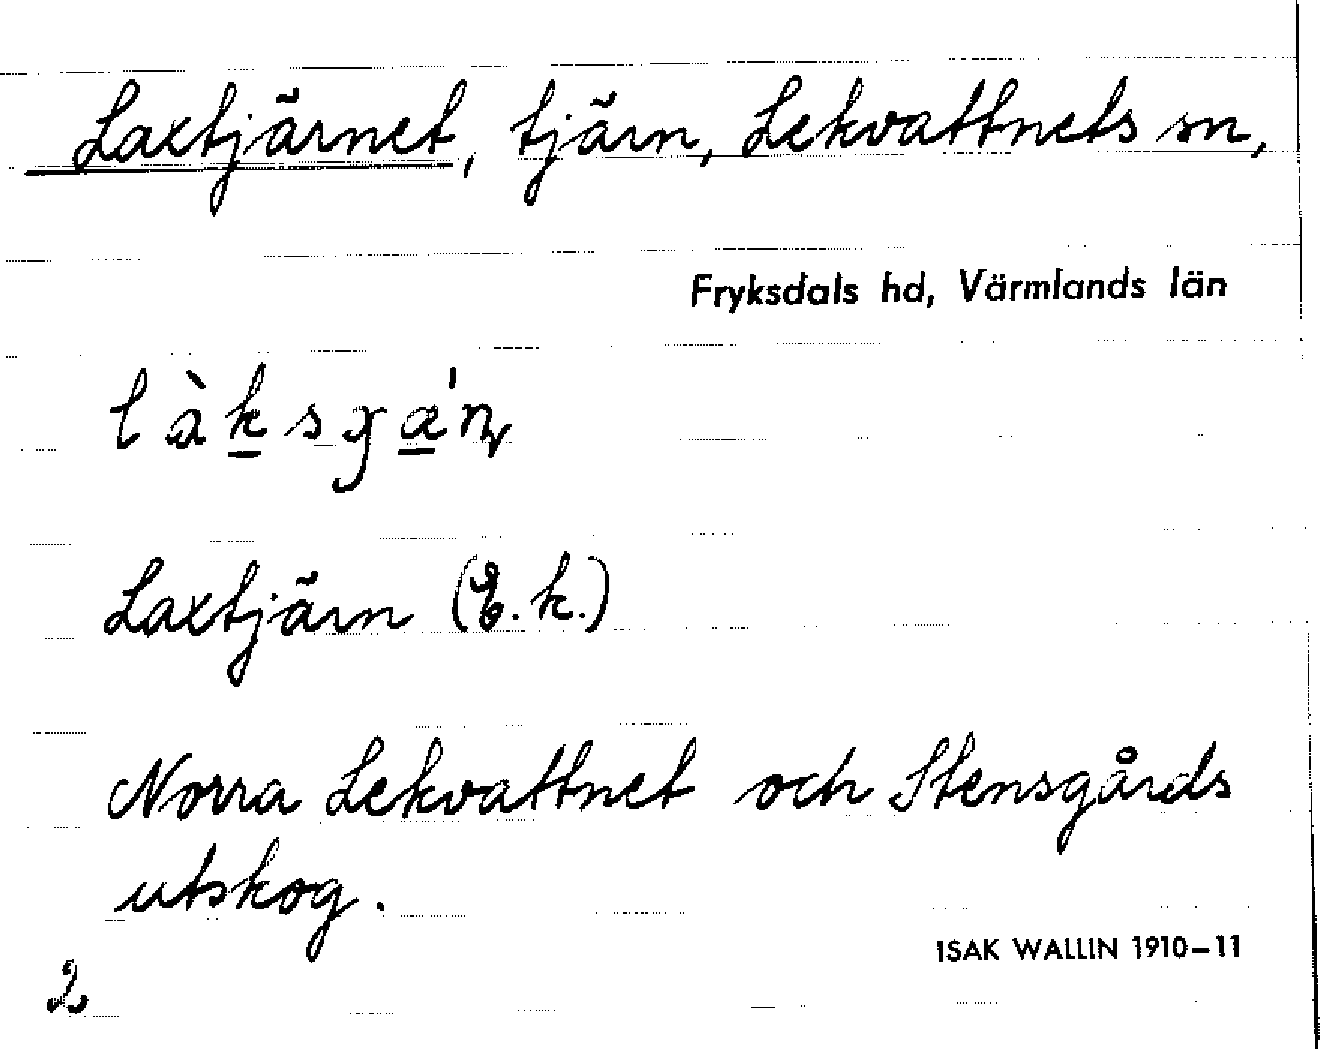 Laxtjärnet, tjärn, Lekvattnets sn,
Fryksdals hd, Värmlands län
Laxtjärn (E.k.)
Norra Lekvattnet och Stensgårds
utskog.
ISAK WALLIN 1910–11
2